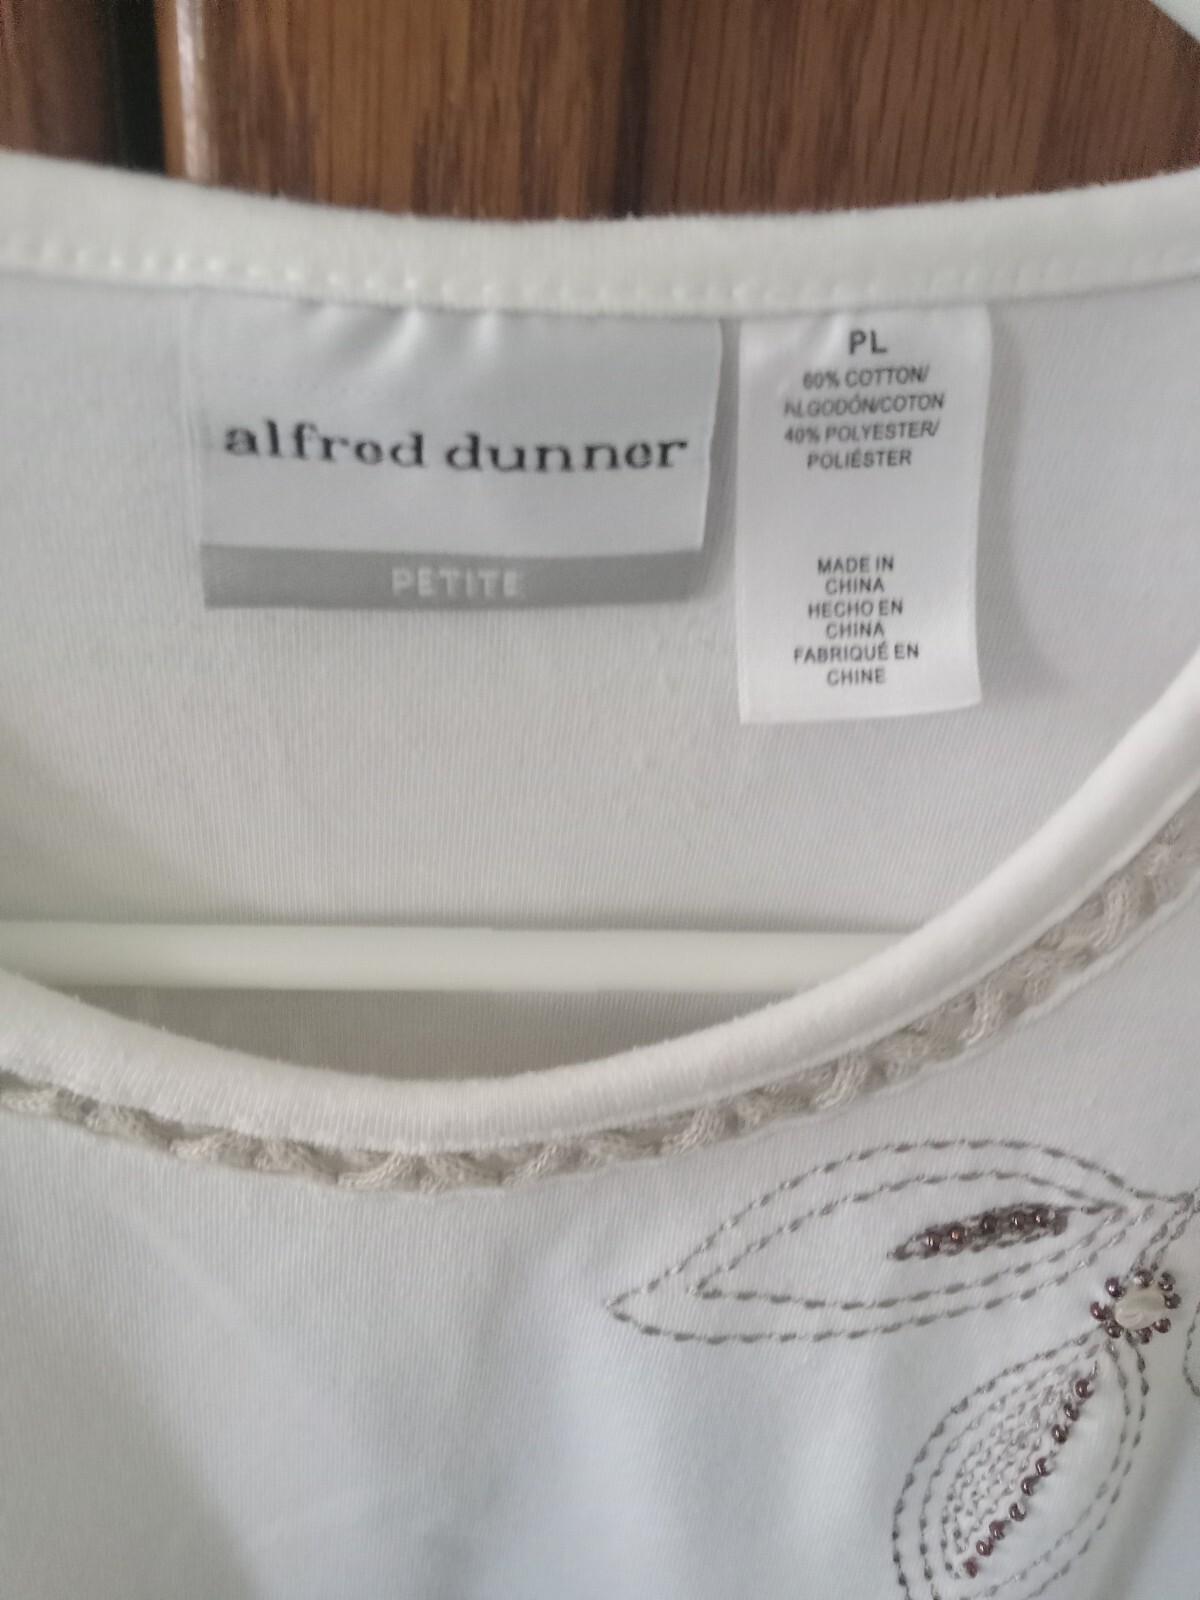 alfred dunner
PETITE
PL
60% COTTON/
ALGODÓN/COTON
40% POLYESTER/
POLIÉSTER
MADE IN
CHINA
HECHO EN
CHINA
FABRIQUÉ EN
CHINE